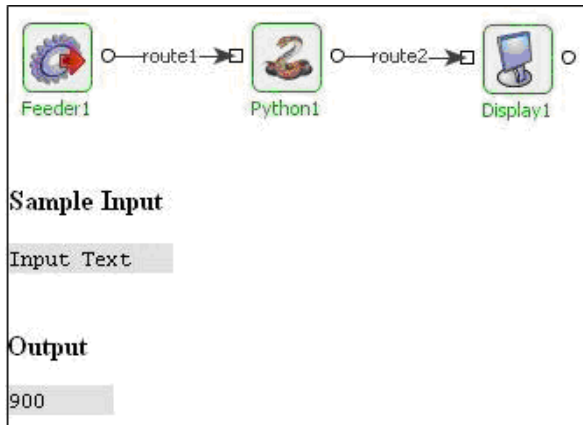 route1
route2
Feeder1
Python1
Display1
Sample Input
Input Text
Output
900